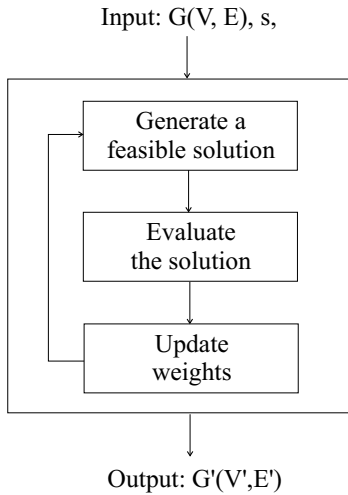 Input: G(V, E), s,
Generate a
feasible solution
Evaluate
the solution
Update
weights
Output: G'(V',E')